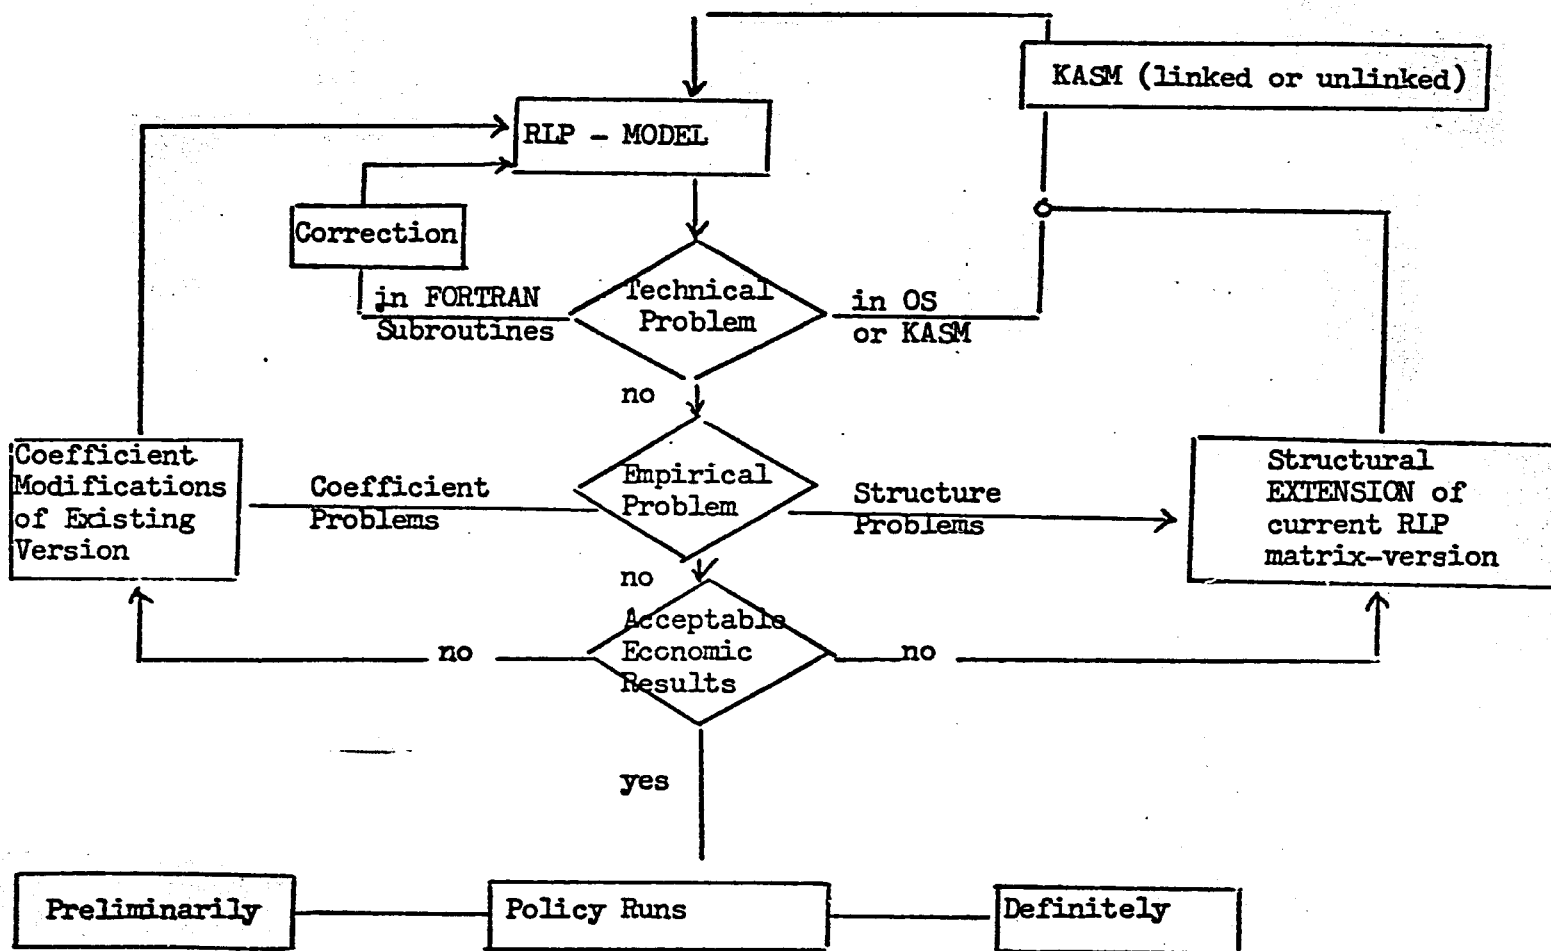 KASM (linked or unlinked)
RLP - MODEL
Correction
in FORTRAN
Subroutines
Technical
Problem
in OS
or KASM
no
Coefficient
Modifications
of Existing
Version
Coefficient
Problems
Empirical
Problem
Structure
Problems
Structural
EXTENSION of
current RLP
matrix-version
no
Acceptable
Economic
Results
no
no
yes
Preliminarily
Policy Runs
Definitely